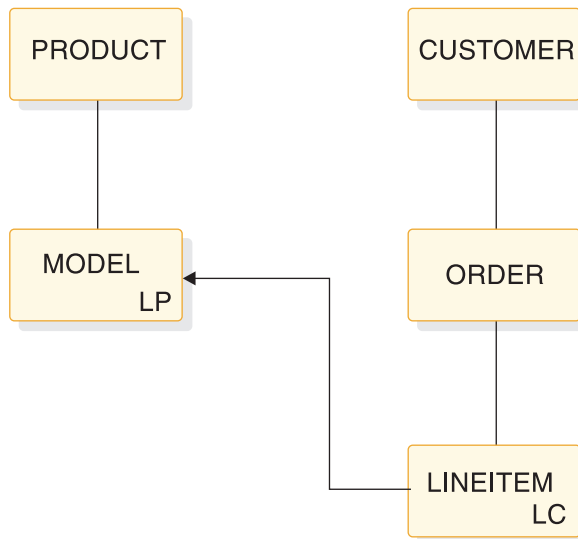 PRODUCT
CUSTOMER
MODEL
LP
ORDER
LINEITEM
LC